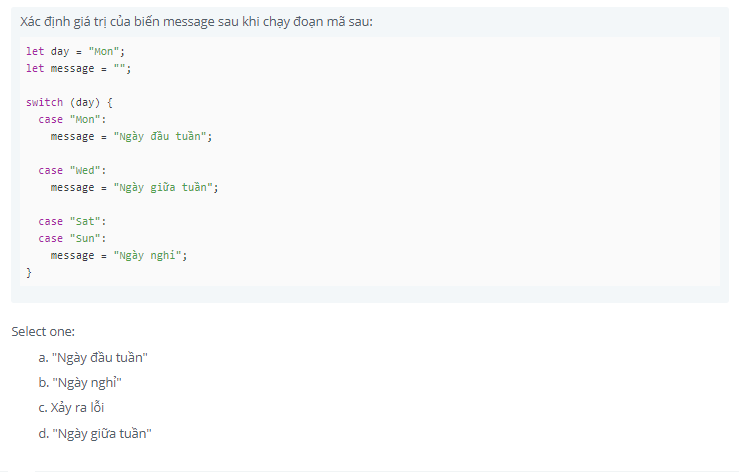 Xác định giá trị của biến message sau khi chạy đoạn mã sau:
let day = "Mon";
let message = "";
switch (day) {
case "Mon":
message = "Ngày đầu tuần";
case "Wed":
message = "Ngày giữa tuần";
case "Sat":
case "Sun":
message = "Ngày nghỉ";
}
Select one:
a. "Ngày đầu tuần"
b. "Ngày nghỉ"
c. Xảy ra lỗi
d. "Ngày giữa tuần"